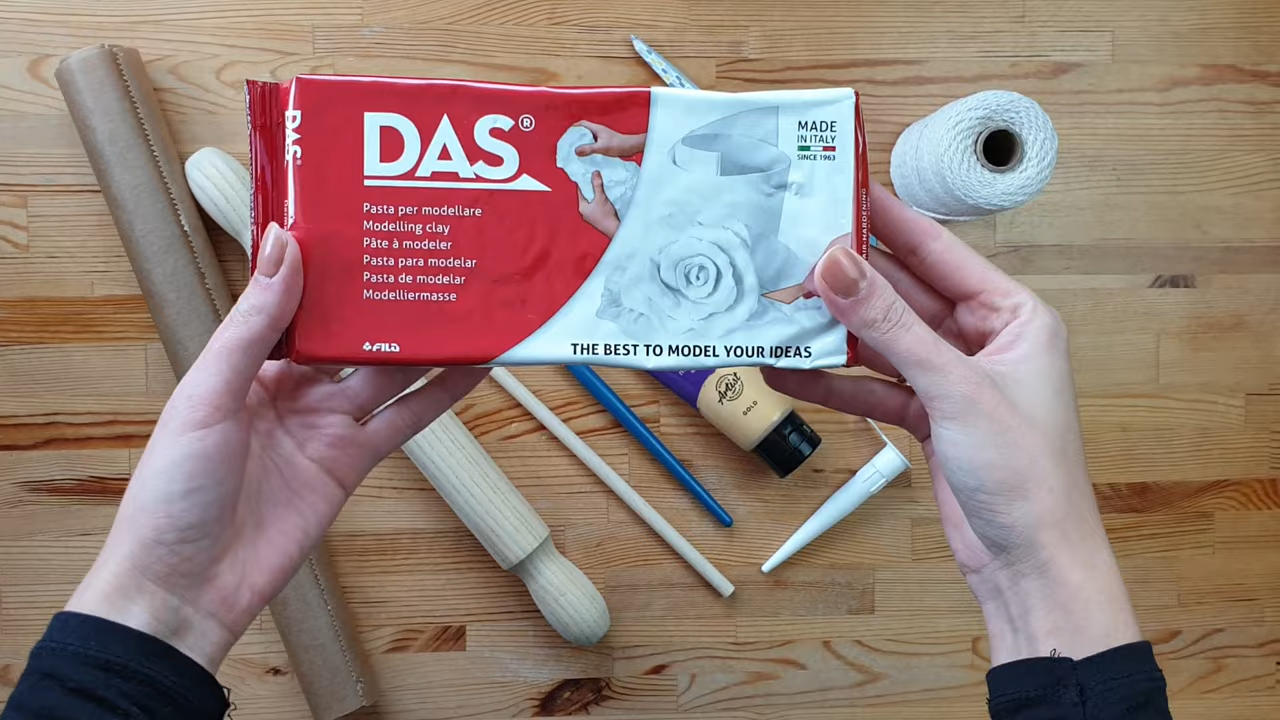 DAS®
DAS®
Pasta per modellare
Modelling clay
Pâte à modeler
Pasta para modelar
Pasta de modelar
Modelliermasse
FILA
MADE
IN ITALY
SINCE 1963
THE BEST TO MODEL YOUR IDEAS
AIR-HARDENING
Artist
GOLD